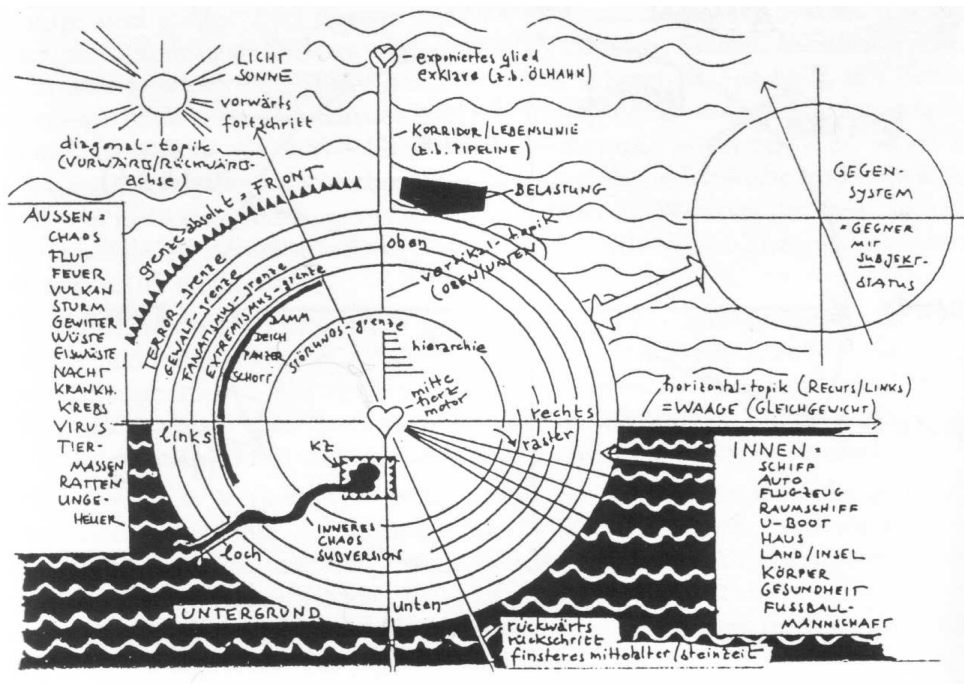 LICHT
SONNE
vorwärts
fortschritt
diagonal-topik
(VORWÄRTS/RÜCKWÄRTS-
achse)
exponiertes glied
exklave (z.b. ÖLHAHN)
KORRIDOR/LEBENSLINIE
(z.b. PIPELINE)
BELASTUNG
GEGEN-
SYSTEM
= GEGNER
MIT
SUBJEKT-
STATUS
AUSSEN =
CHAOS
FLUT
FEUER
VULKAN
STURM
GEWITTER
WÜSTE
EISWÜSTE
NACHT
KRANKH.
KREBS
VIRUS
TIER-
MASSEN
RATTEN
UNGE-
HEUER
grenze-absolut = FRONT
TERROR-grenze
GEWALT-grenze
FANATISMUS-grenze
EXTREMISMUS-grenze
DAMM
DEICH
PANZER
SCHOTT
STÖRUNGS-grenze
oben
vertikal-topik
(OBEN/UNTEN)
hierarchie
mitte
herz
motor
horizontal-topik (RECHTS/LINKS)
= WAAGE (GLEICHGEWICHT)
links
rechts
raster
KZ
INNERES
CHAOS
SUBVERSION
loch
unten
UNTERGRUND
rückwärts
rückschritt
finsteres mittelalter/steinzeit
INNEN =
SCHIFF
AUTO
FLUGZEUG
RAUMSCHIFF
U-BOOT
HAUS
LAND/INSEL
KÖRPER
GESUNDHEIT
FUSSBALL-
MANNSCHAFT